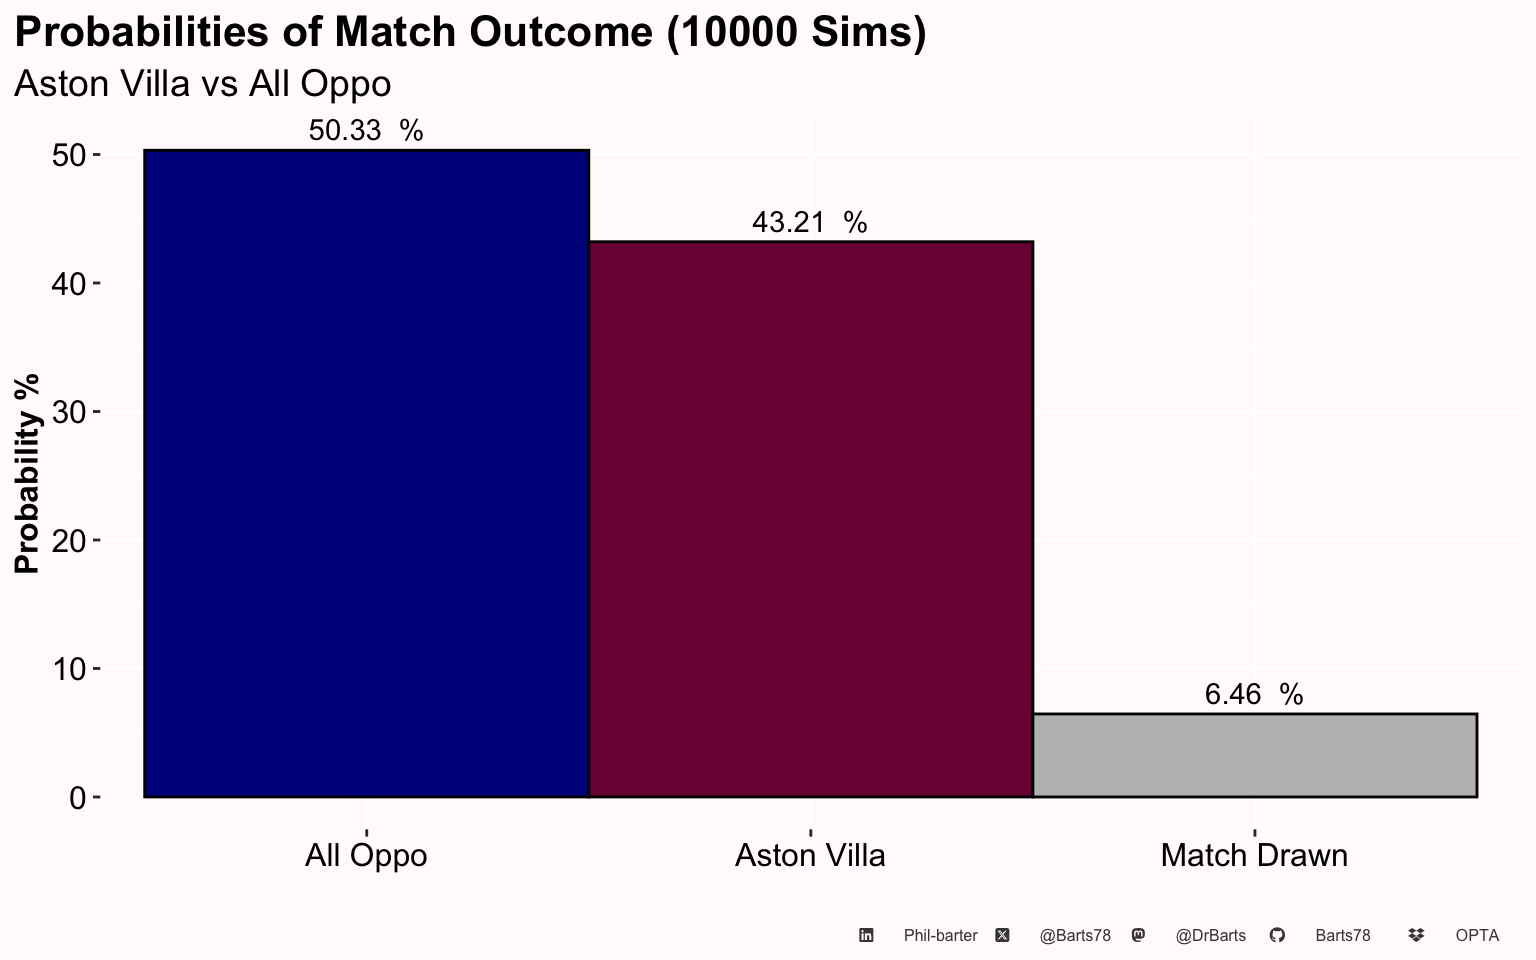 Probabilities of Match Outcome (10000 Sims)
Aston Villa vs All Oppo
50.33  %
43.21  %
6.46  %
Probability %
50
40
30
20
10
0
All Oppo
Aston Villa
Match Drawn
Phil-barter @Barts78 @DrBarts Barts78 OPTA